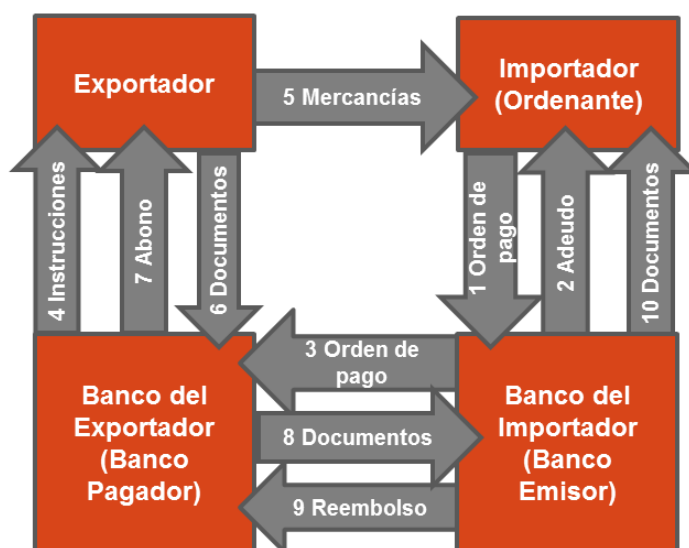 Exportador
5 Mercancías
Importador
(Ordenante)
4 Instrucciones
7 Abono
6 Documentos
1 Orden de
pago
2 Adeudo
10 Documentos
3 Orden de
pago
Banco del
Exportador
(Banco
Pagador)
8 Documentos
9 Reembolso
Banco del
Importador
(Banco
Emisor)